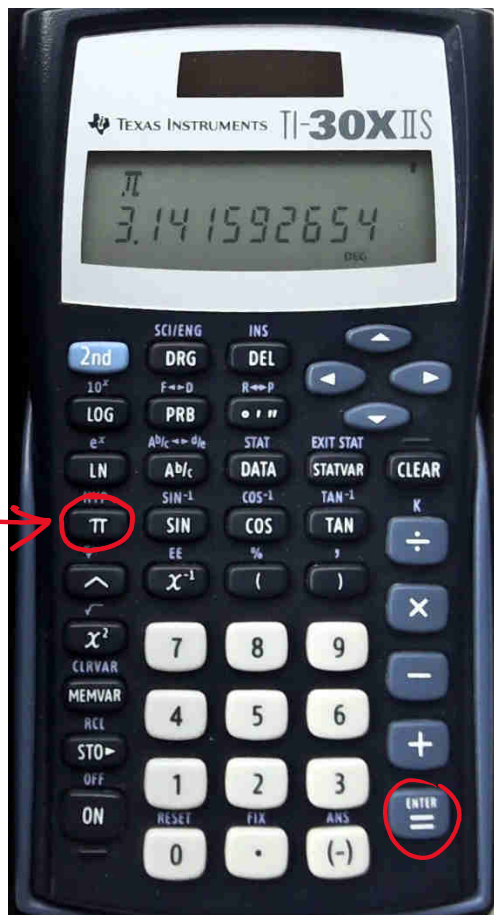 TEXAS INSTRUMENTS TI-30X IIS
π
3.141592654
DEG
SCI/ENG INS
2nd DRG DEL
10ˣ F◄►D R◄►P
LOG PRB ° ' "
eˣ Ab/c◄►d/e STAT EXIT STAT
LN Ab/c DATA STATVAR CLEAR
HYP SIN⁻¹ COS⁻¹ TAN⁻¹ K
π SIN COS TAN ÷
EE % ,
^ x⁻¹ ( ) ×
√
x² 7 8 9 −
CLRVAR
MEMVAR 4 5 6 +
RCL
STO► 1 2 3
OFF ENTER
ON =
RESET FIX ANS
0 . (-)